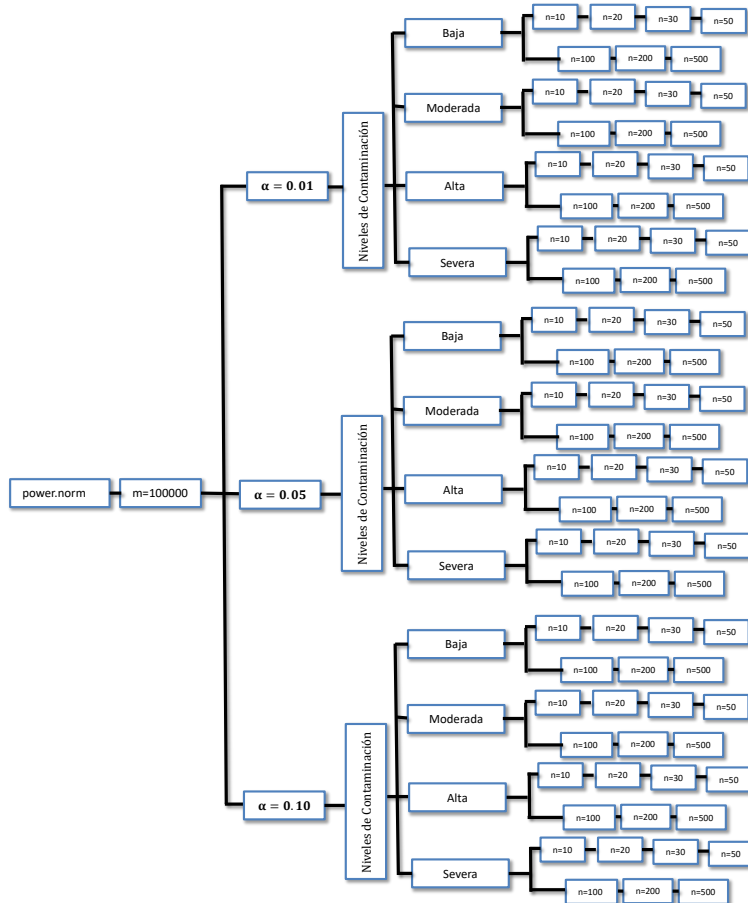 power.norm
m=100000
α = 0.01
Niveles de Contaminación
Baja
n=10 n=20 n=30 n=50
n=100 n=200 n=500
Moderada
n=10 n=20 n=30 n=50
n=100 n=200 n=500
Alta
n=10 n=20 n=30 n=50
n=100 n=200 n=500
Severa
n=10 n=20 n=30 n=50
n=100 n=200 n=500
α = 0.05
Niveles de Contaminación
Baja
n=10 n=20 n=30 n=50
n=100 n=200 n=500
Moderada
n=10 n=20 n=30 n=50
n=100 n=200 n=500
Alta
n=10 n=20 n=30 n=50
n=100 n=200 n=500
Severa
n=10 n=20 n=30 n=50
n=100 n=200 n=500
α = 0.10
Niveles de Contaminación
Baja
n=10 n=20 n=30 n=50
n=100 n=200 n=500
Moderada
n=10 n=20 n=30 n=50
n=100 n=200 n=500
Alta
n=10 n=20 n=30 n=50
n=100 n=200 n=500
Severa
n=10 n=20 n=30 n=50
n=100 n=200 n=500